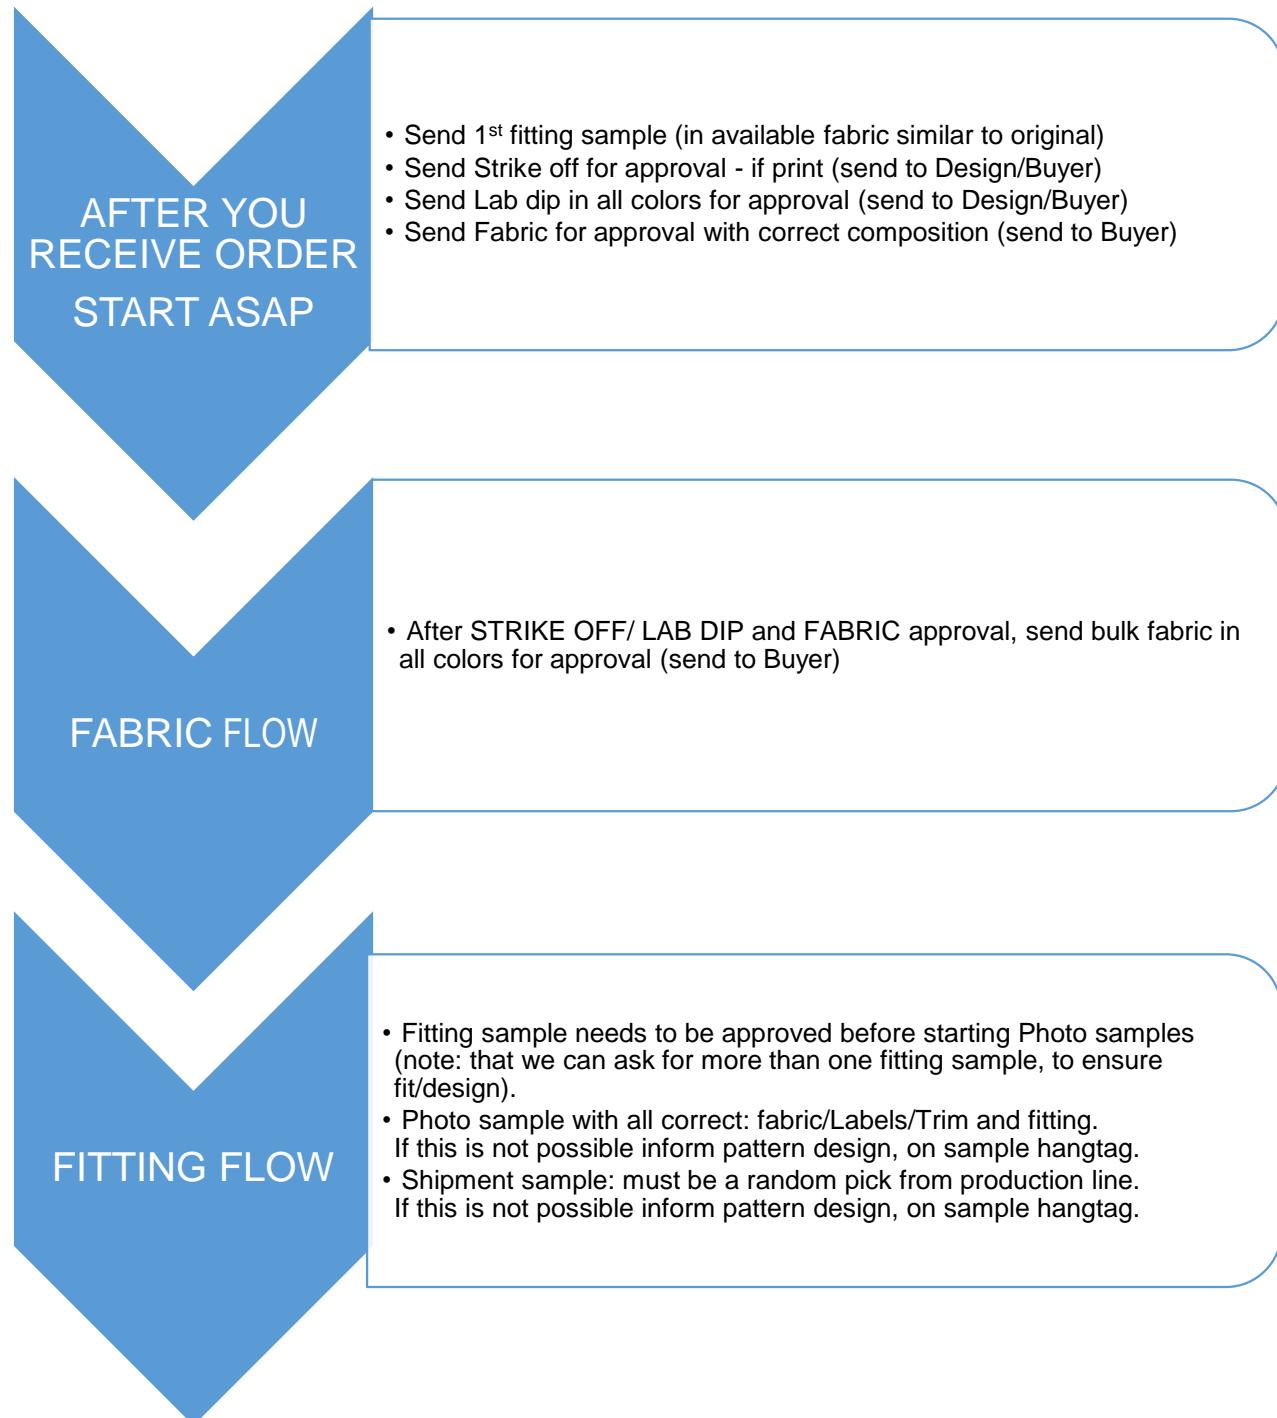 AFTER YOU
RECEIVE ORDER
START ASAP
• Send 1st fitting sample (in available fabric similar to original)
• Send Strike off for approval - if print (send to Design/Buyer)
• Send Lab dip in all colors for approval (send to Design/Buyer)
• Send Fabric for approval with correct composition (send to Buyer)
FABRIC FLOW
• After STRIKE OFF/ LAB DIP and FABRIC approval, send bulk fabric in
all colors for approval (send to Buyer)
FITTING FLOW
• Fitting sample needs to be approved before starting Photo samples
(note: that we can ask for more than one fitting sample, to ensure
fit/design).
• Photo sample with all correct: fabric/Labels/Trim and fitting.
If this is not possible inform pattern design, on sample hangtag.
• Shipment sample: must be a random pick from production line.
If this is not possible inform pattern design, on sample hangtag.